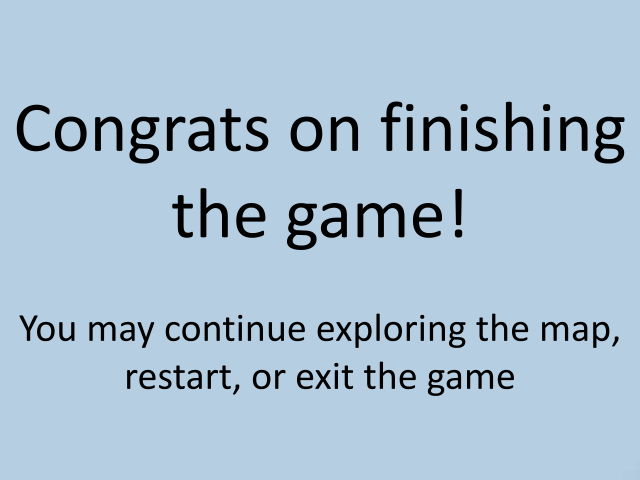 Congrats on finishing
the game!
You may continue exploring the map,
restart, or exit the game